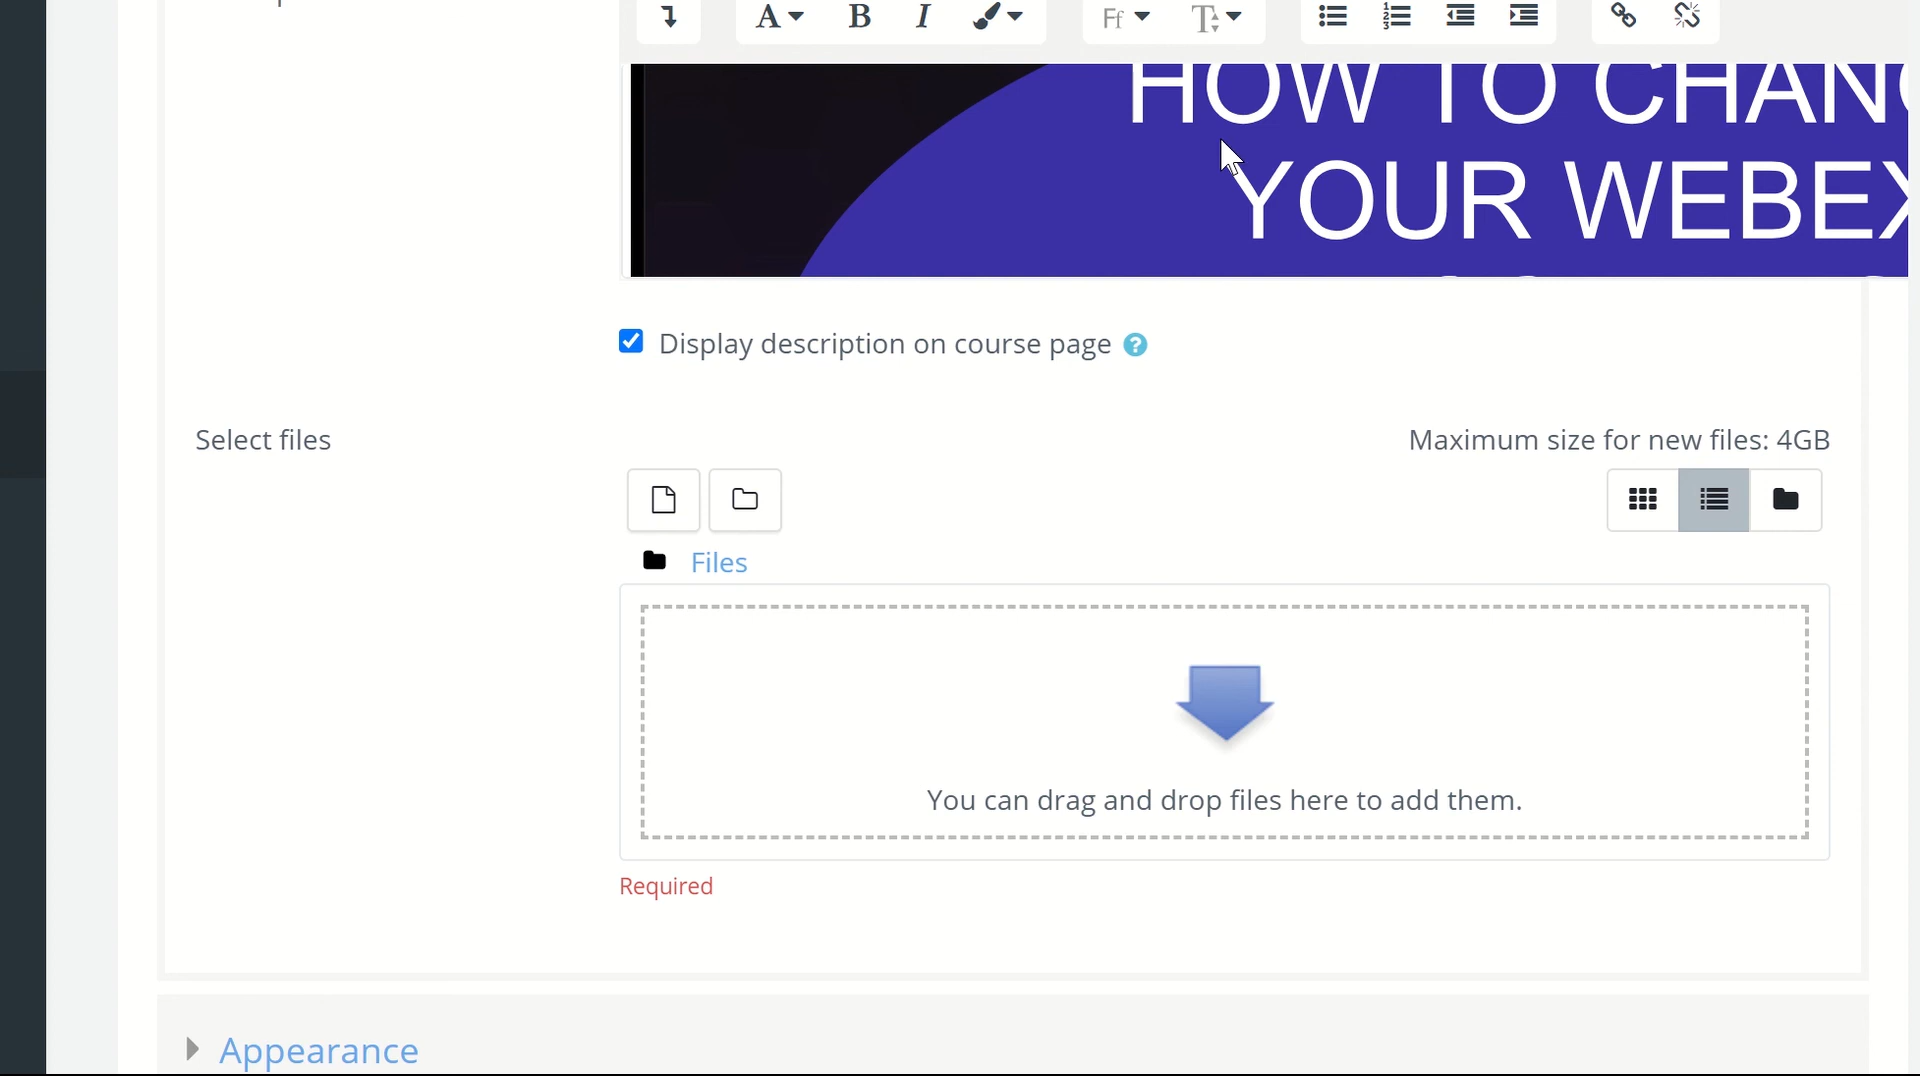 A B I Ff T
HOW TO CHAN
YOUR WEBEX
Display description on course page ?
Select files
Maximum size for new files: 4GB
Files
You can drag and drop files here to add them.
Required
Appearance